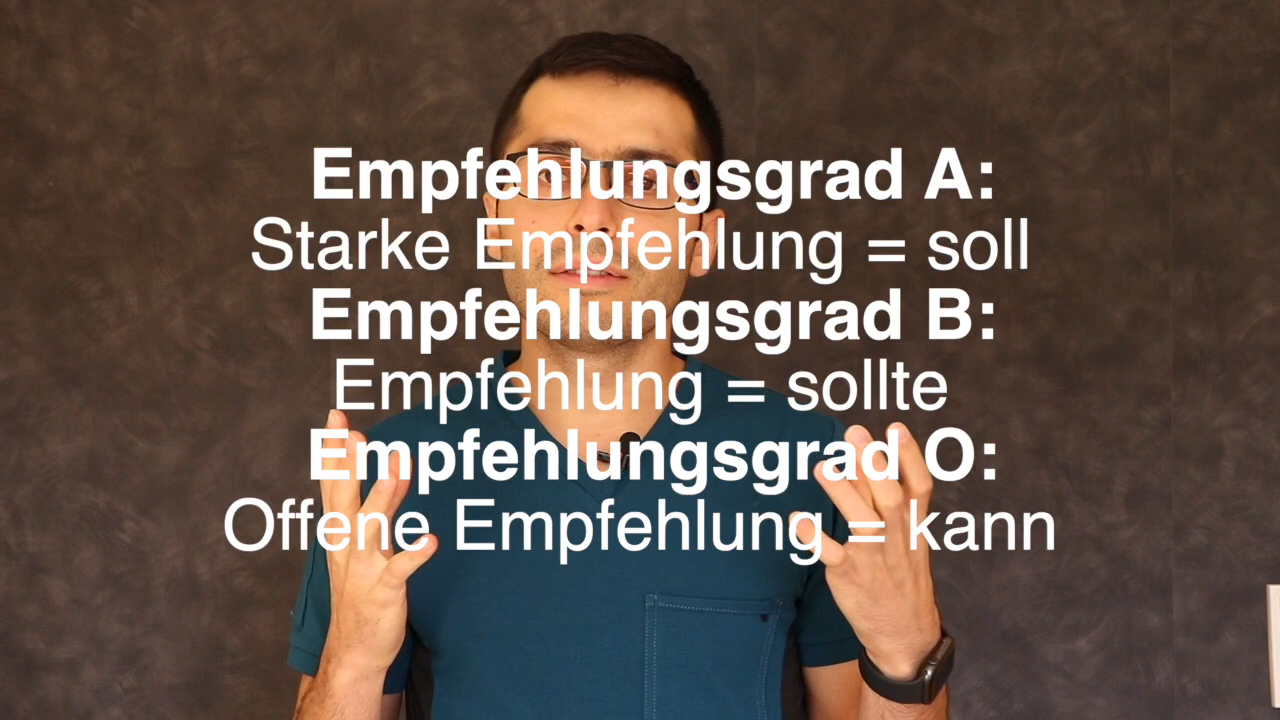 Empfehlungsgrad A:
Starke Empfehlung = soll
Empfehlungsgrad B:
Empfehlung = sollte
Empfehlungsgrad O:
Offene Empfehlung = kann